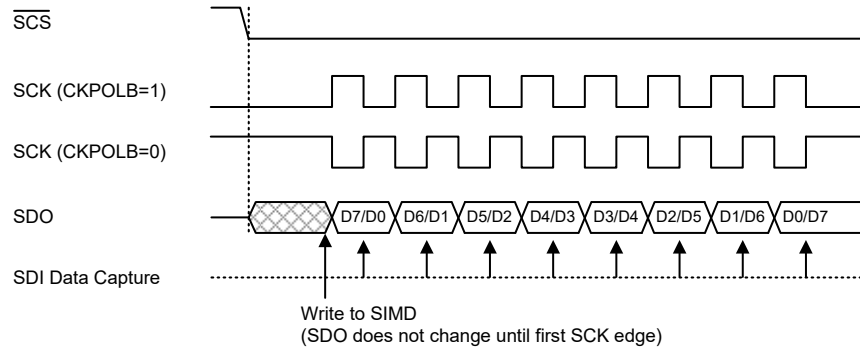 SCS
SCK (CKPOLB=1)
SCK (CKPOLB=0)
SDO D7/D0 D6/D1 D5/D2 D4/D3 D3/D4 D2/D5 D1/D6 D0/D7
SDI Data Capture
Write to SIMD
(SDO does not change until first SCK edge)